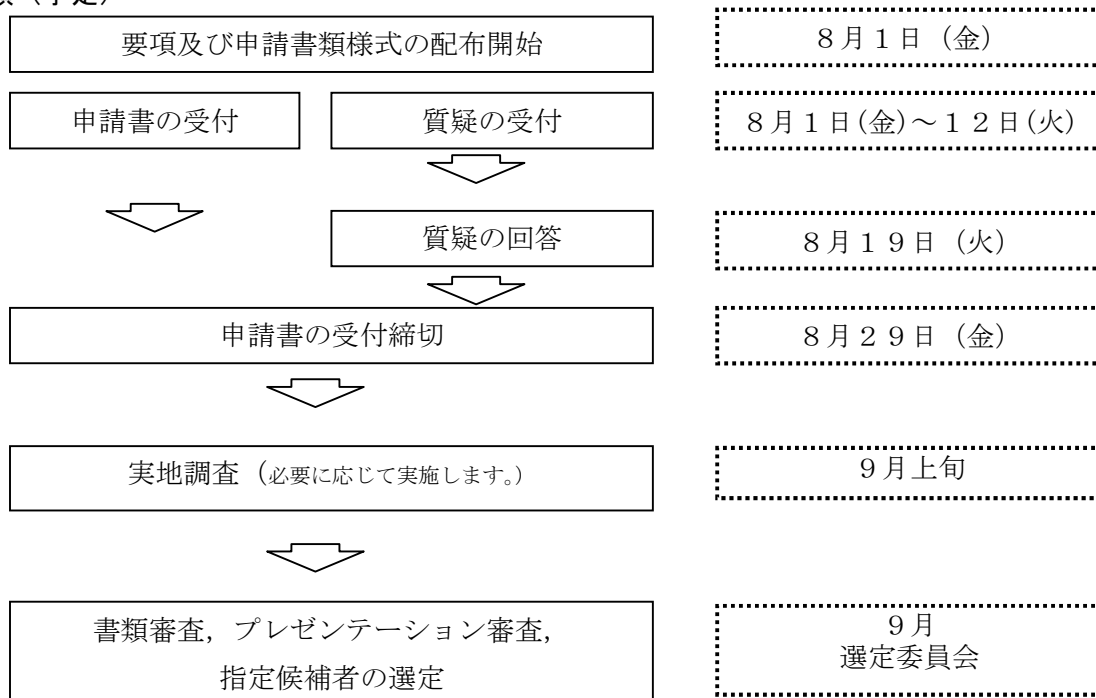 （予定）
要項及び申請書類様式の配布開始
８月１日（金）
申請書の受付
質疑の受付
８月１日(金)～１２日(火)
質疑の回答
８月１９日（火）
申請書の受付締切
８月２９日（金）
実地調査（必要に応じて実施します。）
９月上旬
書類審査，プレゼンテーション審査，
指定候補者の選定
９月
選定委員会